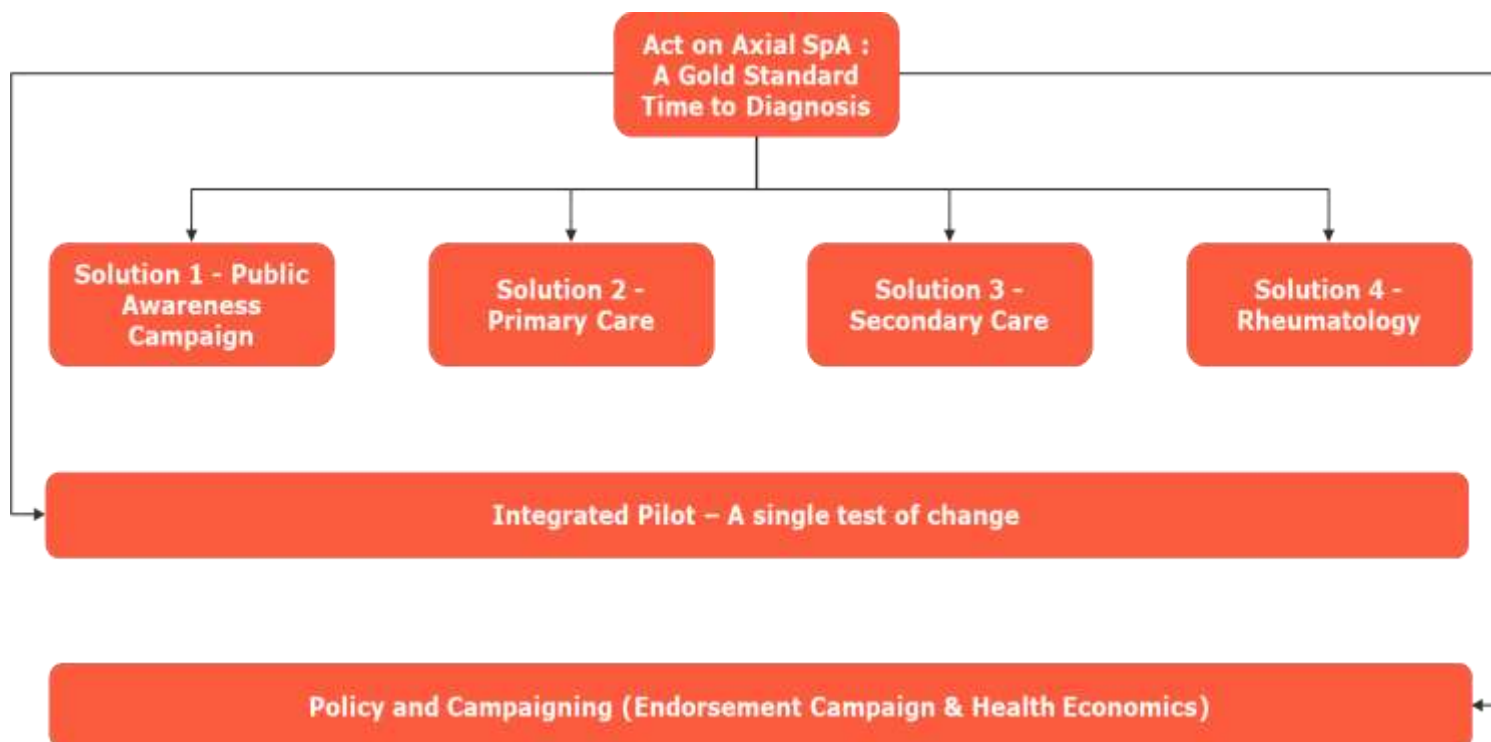 Act on Axial SpA :
A Gold Standard
Time to Diagnosis
Solution 1 - Public
Awareness
Campaign
Solution 2 -
Primary Care
Solution 3 -
Secondary Care
Solution 4 -
Rheumatology
Integrated Pilot – A single test of change
Policy and Campaigning (Endorsement Campaign & Health Economics)